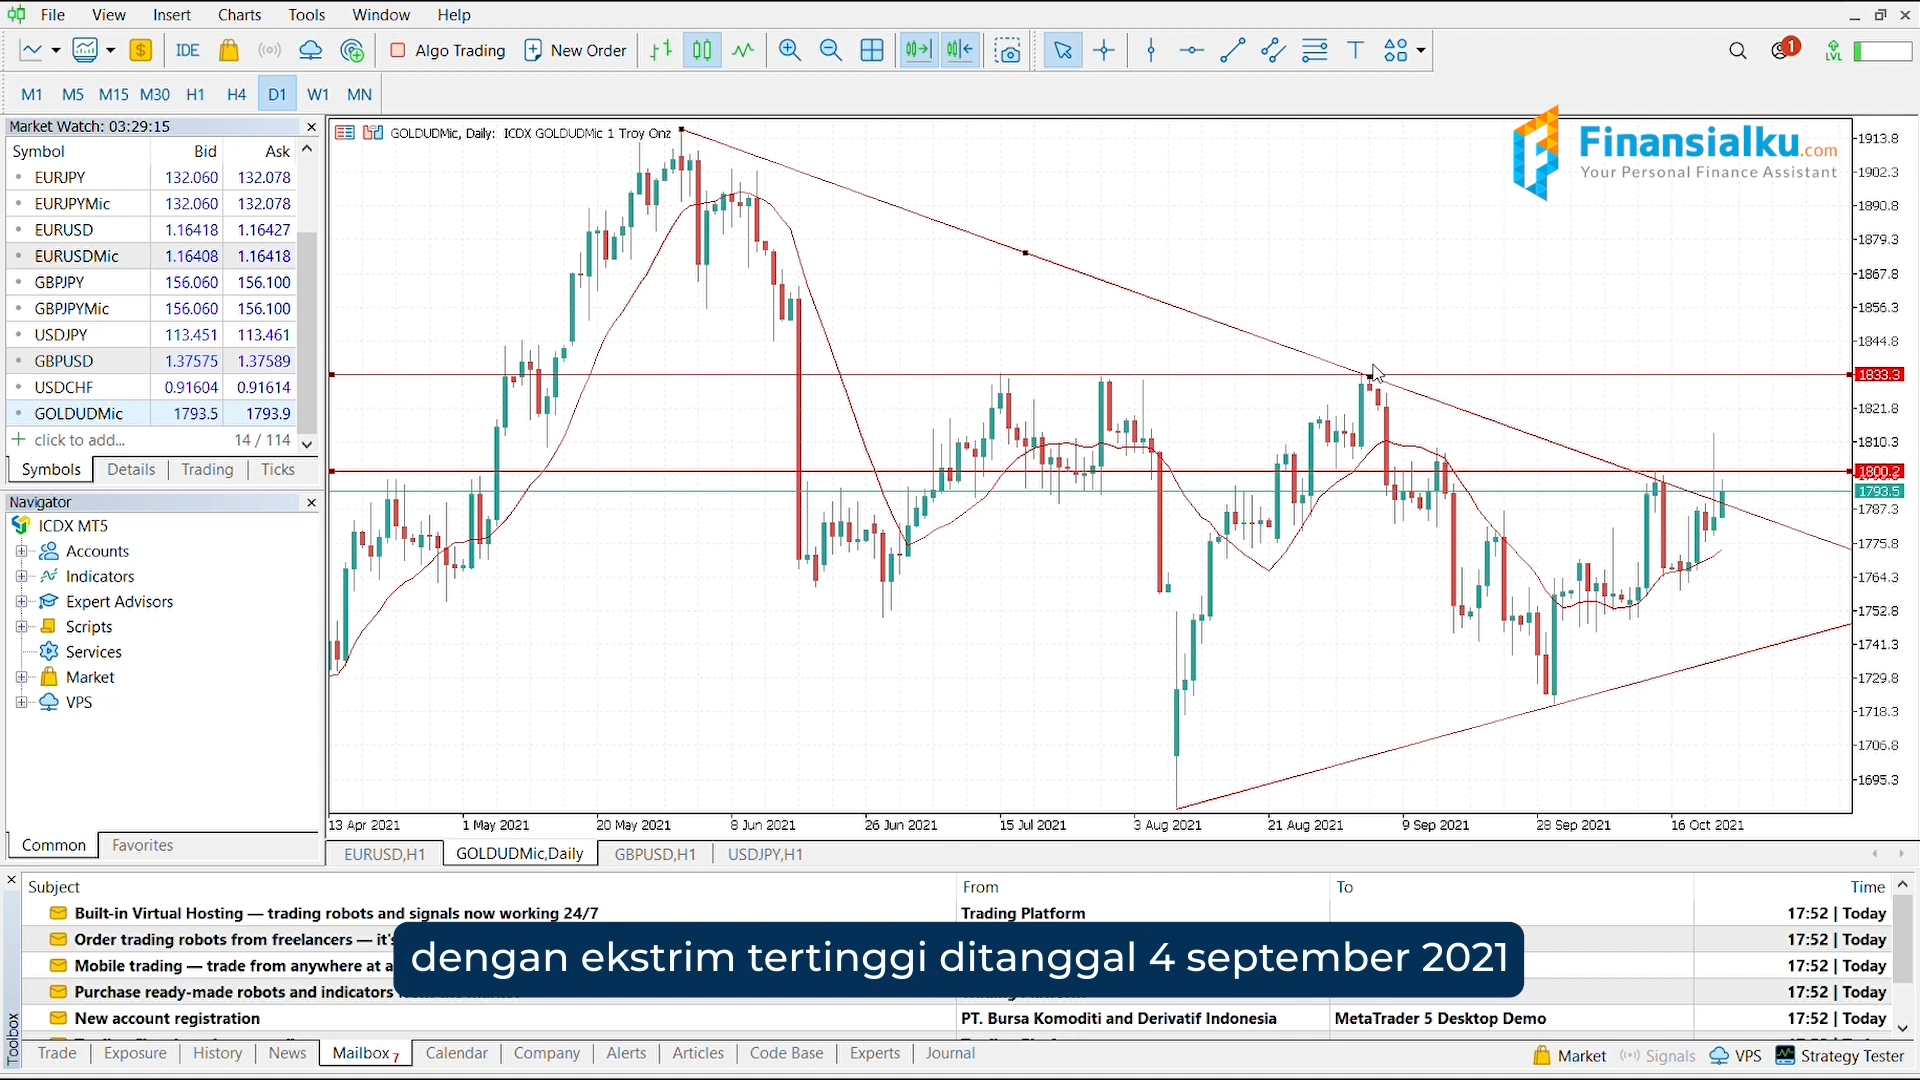 File View Insert Charts Tools Window Help
IDE Algo Trading New Order 1 LVL
M1 M5 M15 M30 H1 H4 D1 W1 MN
Market Watch: 03:29:15
Symbol Bid Ask
EURJPY 132.060 132.078
EURJPYMic 132.060 132.078
EURUSD 1.16418 1.16427
EURUSDMic 1.16408 1.16418
GBPJPY 156.060 156.100
GBPJPYMic 156.060 156.100
USDJPY 113.451 113.461
GBPUSD 1.37575 1.37589
USDCHF 0.91604 0.91614
GOLDUDMic 1793.5 1793.9
click to add... 14 / 114
Symbols Details Trading Ticks
Navigator
ICDX MT5
Accounts
Indicators
Expert Advisors
Scripts
Services
Market
VPS
Common Favorites
GOLDUDMic, Daily: ICDX GOLDUDMic 1 Troy Onz
Finansialku.com
Your Personal Finance Assistant
1913.8
1902.3
1890.8
1879.3
1867.8
1856.3
1844.8
1833.3
1821.8
1810.3
1800.2
1793.5
1787.3
1775.8
1764.3
1752.8
1741.3
1729.8
1718.3
1706.8
1695.3
13 Apr 2021 1 May 2021 20 May 2021 8 Jun 2021 26 Jun 2021 15 Jul 2021 3 Aug 2021 21 Aug 2021 9 Sep 2021 28 Sep 2021 16 Oct 2021
EURUSD,H1 GOLDUDMic,Daily GBPUSD,H1 USDJPY,H1
Subject From To Time
Built-in Virtual Hosting — trading robots and signals now working 24/7 Trading Platform 17:52 | Today
Order trading robots from freelancers — it's 17:52 | Today
Mobile trading — trade from anywhere at a 17:52 | Today
Purchase ready-made robots and indicators 17:52 | Today
New account registration PT. Bursa Komoditi and Derivatif Indonesia MetaTrader 5 Desktop Demo 17:52 | Today
dengan ekstrim tertinggi ditanggal 4 september 2021
Toolbox
Trade Exposure History News Mailbox 7 Calendar Company Alerts Articles Code Base Experts Journal
Market Signals VPS Strategy Tester